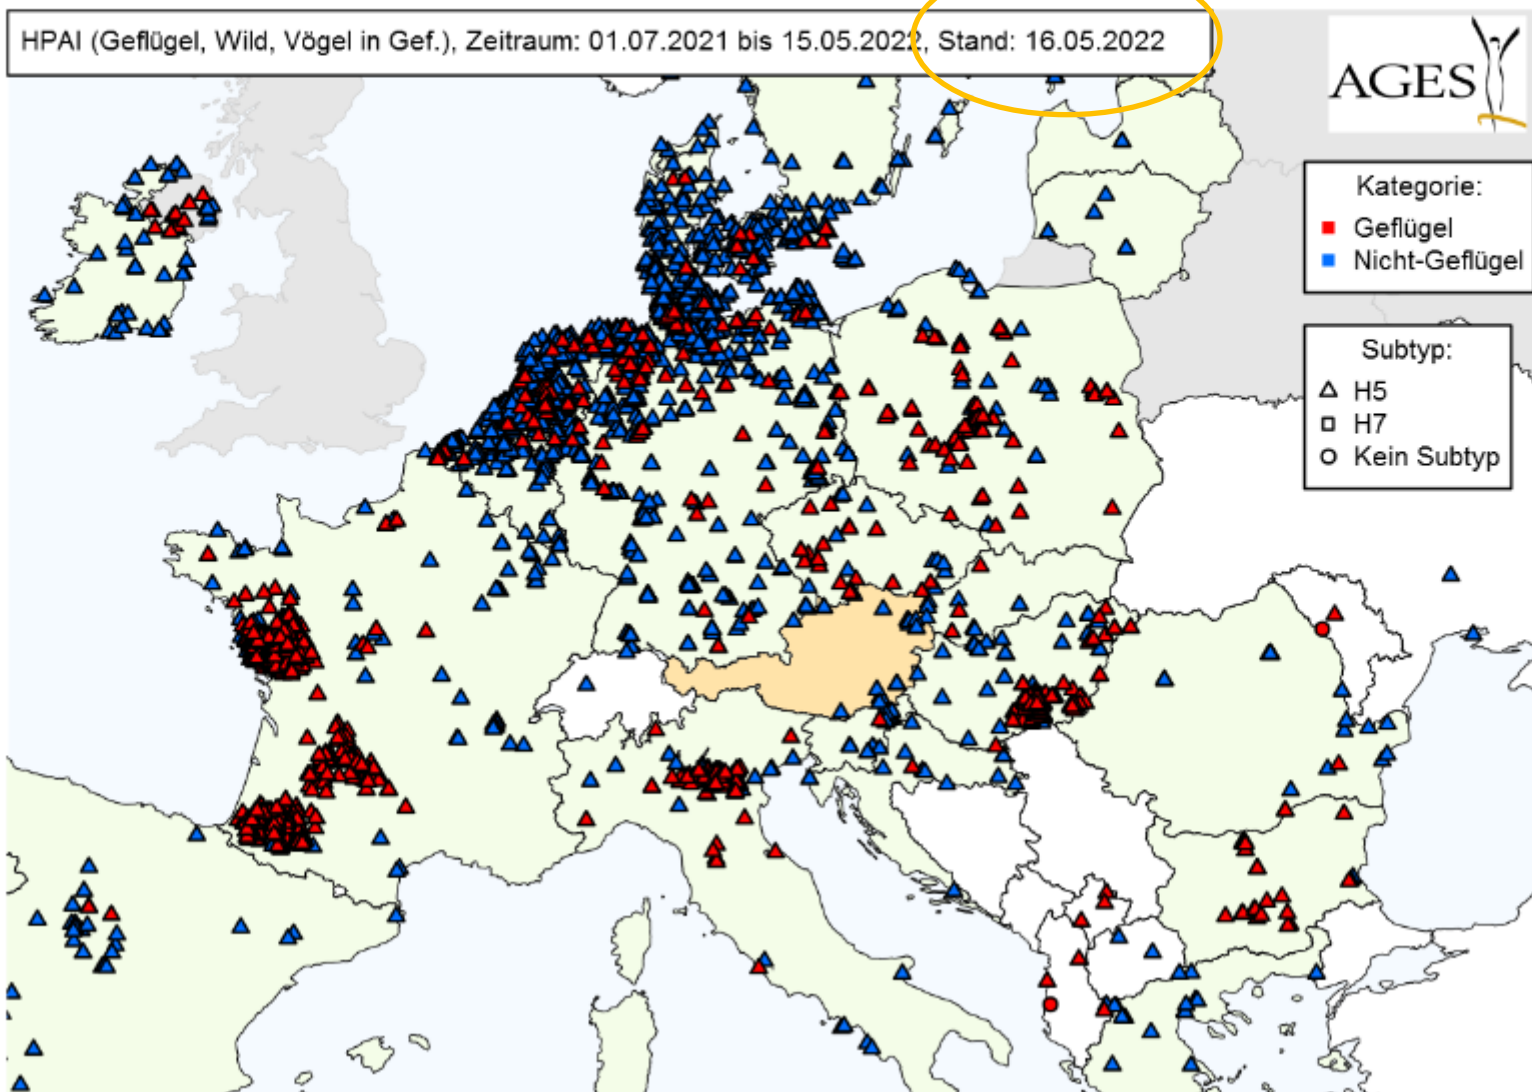 HPAI (Geflügel, Wild, Vögel in Gef.), Zeitraum: 01.07.2021 bis 15.05.2022, Stand: 16.05.2022
AGES
Kategorie:
Geflügel
Nicht-Geflügel
Subtyp:
H5
H7
Kein Subtyp